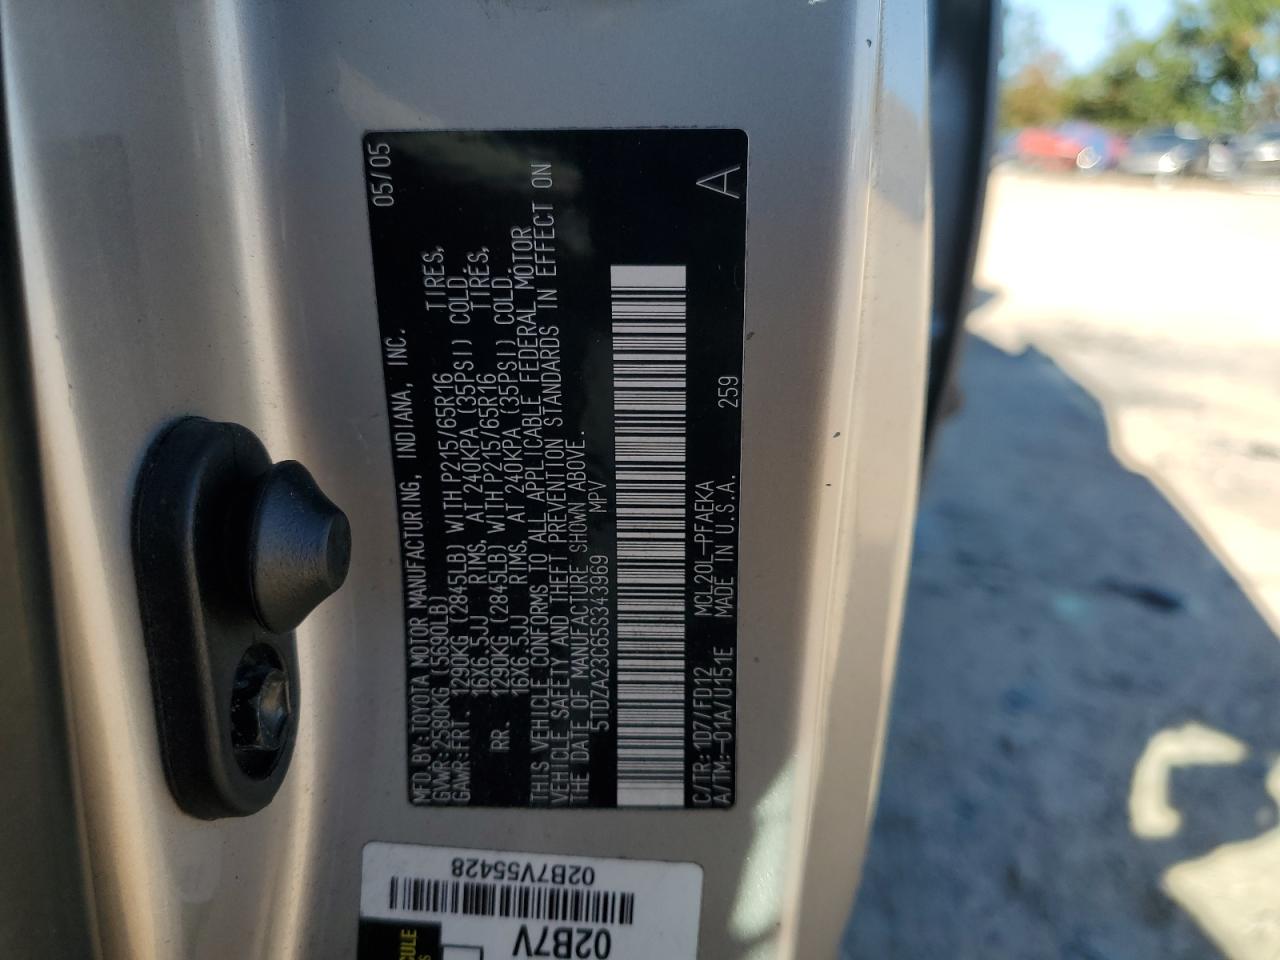 MFD.BY:TOYOTA MOTOR MANUFACTURING, INDIANA, INC. 05/05
GVWR:2580KG (5690LB)
GAWR:FRT. 1290KG (2845LB) WITH P215/65R16 TIRES,
16X6.5JJ RIMS, AT 240KPA (35PSI) COLD.
RR. 1290KG (2845LB) WITH P215/65R16 TIRES,
16X6.5JJ RIMS, AT 240KPA (35PSI) COLD.
THIS VEHICLE CONFORMS TO ALL APPLICABLE FEDERAL MOTOR
VEHICLE SAFETY AND THEFT PREVENTION STANDARDS IN EFFECT ON
THE DATE OF MANUFACTURE SHOWN ABOVE.
5TDZA23C65S343969 MPV
C/TR:1D7/FD12 MCL20L-PFAEKA 259
A/TM:-01A/U151E MADE IN U.S.A. A
02B7V55428
02B7V